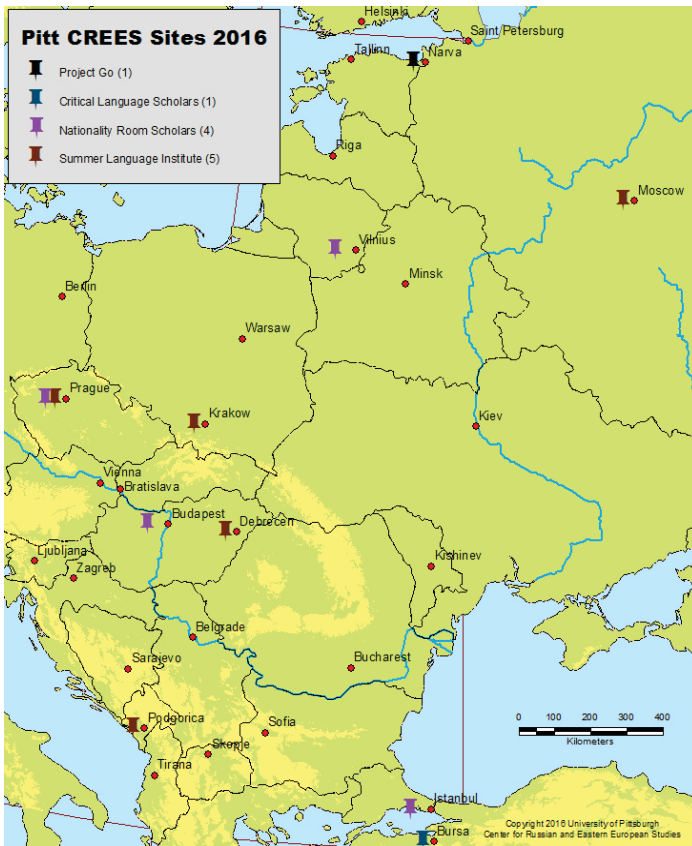 Pitt CREES Sites 2016
Project Go (1)
Critical Language Scholars (1)
Nationality Room Scholars (4)
Summer Language Institute (5)
Helsinki
Saint Petersburg
Tallinn
Narva
Riga
Moscow
Vilnius
Minsk
Berlin
Warsaw
Prague
Krakow
Kiev
Vienna
Bratislava
Budapest
Debrecen
Ljubljana
Zagreb
Kishinev
Belgrade
Sarajevo
Bucharest
Podgorica
Sofia
Skopje
Tirana
0 100 200 300 400
Kilometers
Istanbul
Bursa
Copyright 2016 University of Pittsburgh
Center for Russian and Eastern European Studies